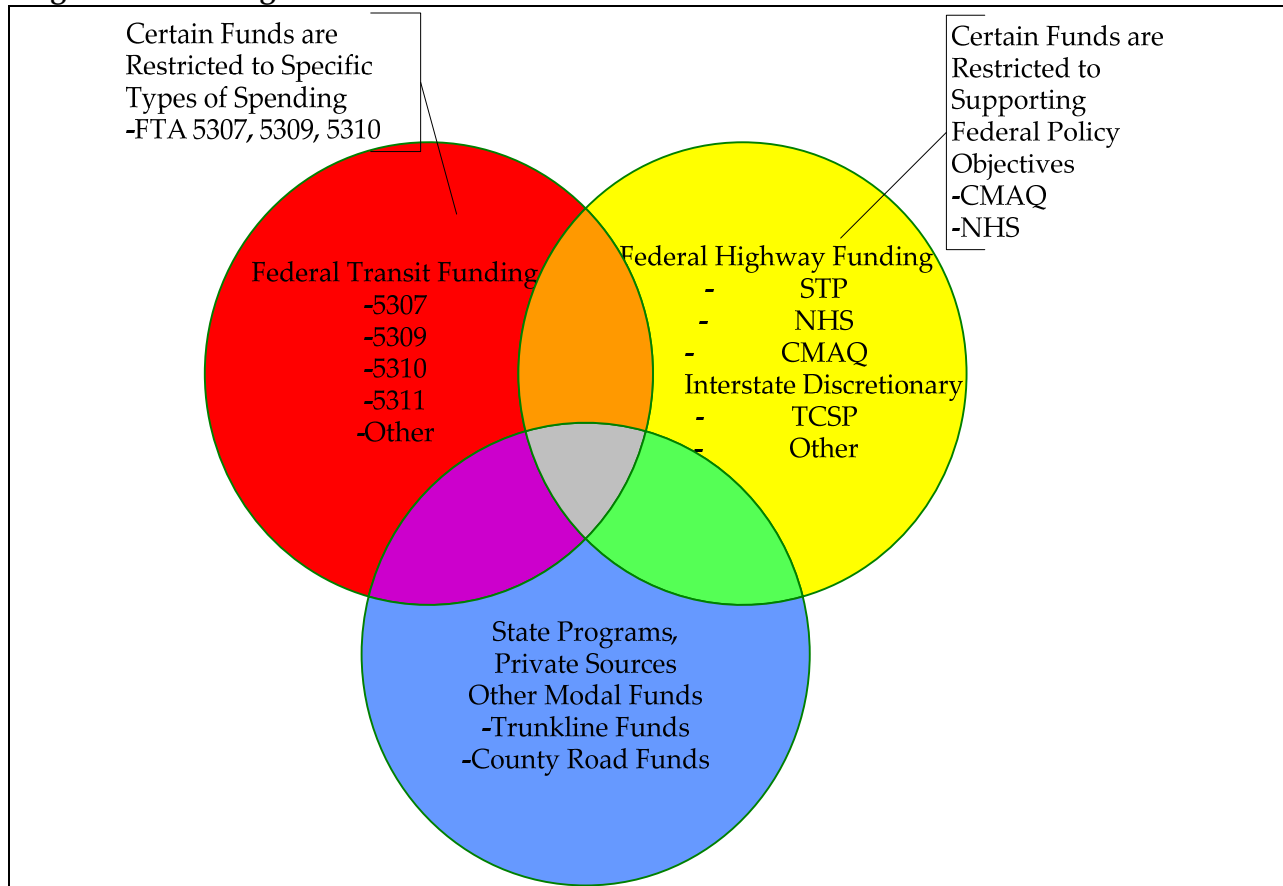 Certain Funds are
Restricted to Specific
Types of Spending
-FTA 5307, 5309, 5310
Certain Funds are
Restricted to
Supporting
Federal Policy
Objectives
-CMAQ
-NHS
Federal Transit Funding
-5307
-5309
-5310
-5311
-Other
Federal Highway Funding
- STP
- NHS
- CMAQ
Interstate Discretionary
- TCSP
- Other
State Programs,
Private Sources
Other Modal Funds
-Trunkline Funds
-County Road Funds